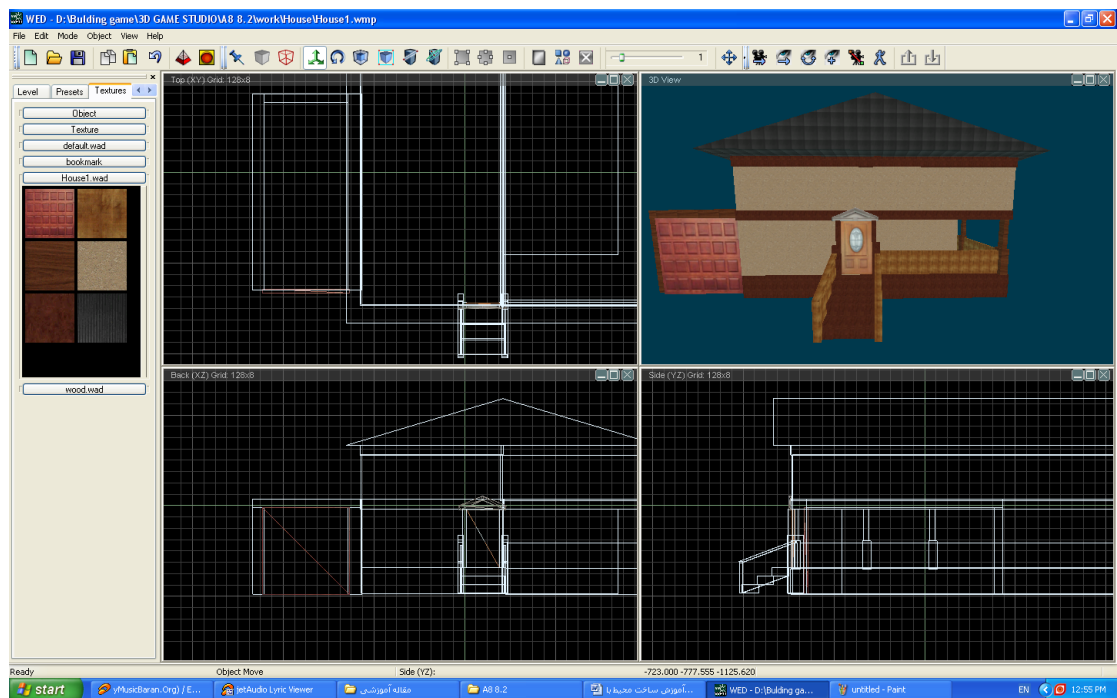 WED - D:\Bulding game\3D GAME STUDIO\A8 8.2\work\House\House1.wmp
File Edit Mode Object View Help
1
Level Presets Textures
Object
Texture
default.wad
bookmark
House1.wad
wood.wad
Top (XY) Grid: 128x8
3D View
Back (XZ) Grid: 128x8
Side (YZ) Grid: 128x8
Ready Object Move Side (YZ): -723.000 -777.555 -1125.620
start yMusicBaran.Org) / E... jetAudio Lyric Viewer مقاله آموزشی A8 8.2 آموزش ساخت محیط با... WED - D:\Bulding ga... untitled - Paint EN 12:55 PM